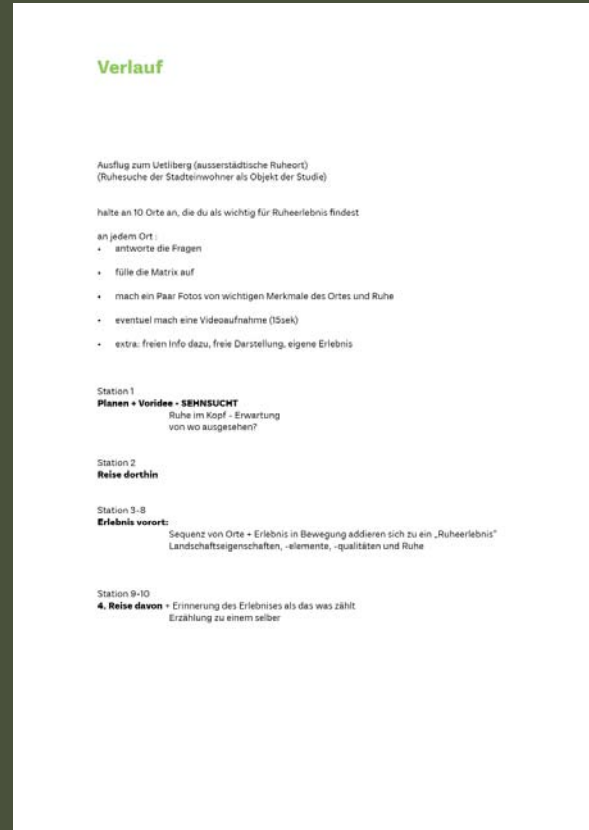 Verlauf
Ausflug zum Uetliberg (ausserstädtische Ruheort)
(Ruhesuche der Stadteinwohner als Objekt der Studie)
halte an 10 Orte an, die du als wichtig für Ruheerlebnis findest
an jedem Ort :
• antworte die Fragen
• fülle die Matrix auf
• mach ein Paar Fotos von wichtigen Merkmale des Ortes und Ruhe
• eventuel mach eine Videoaufnahme (15sek)
• extra: freien Info dazu, freie Darstellung, eigene Erlebnis
Station 1
Planen + Voridee - SEHNSUCHT
Ruhe im Kopf - Erwartung
von wo ausgesehen?
Station 2
Reise dorthin
Station 3-8
Erlebnis vorort:
Sequenz von Orte + Erlebnis in Bewegung addieren sich zu ein „Ruheerlebnis"
Landschaftseigenschaften, -elemente, -qualitäten und Ruhe
Station 9-10
4. Reise davon + Erinnerung des Erlebnises als das was zählt
Erzählung zu einem selber